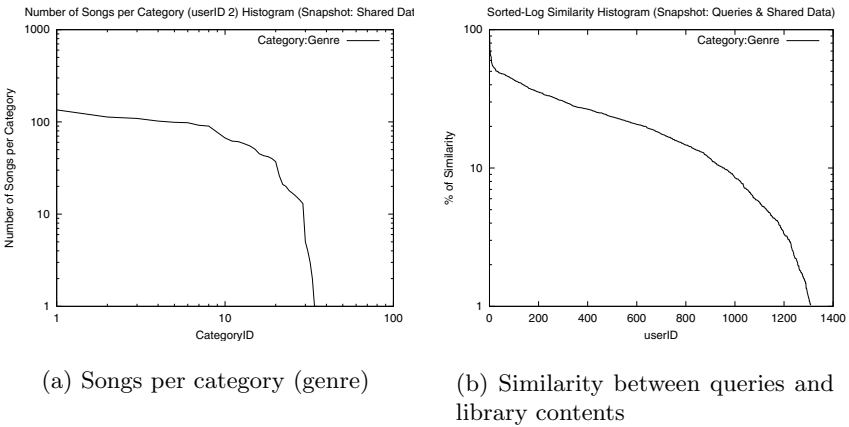 Number of Songs per Category (userID 2) Histogram (Snapshot: Shared Dat
1000
100
10
1
Number of Songs per Category
Category:Genre
1
10
100
CategoryID
(a) Songs per category (genre)
Sorted-Log Similarity Histogram (Snapshot: Queries & Shared Data)
100
10
1
% of Similarity
Category:Genre
0
200
400
600
800
1000
1200
1400
userID
(b) Similarity between queries and
library contents